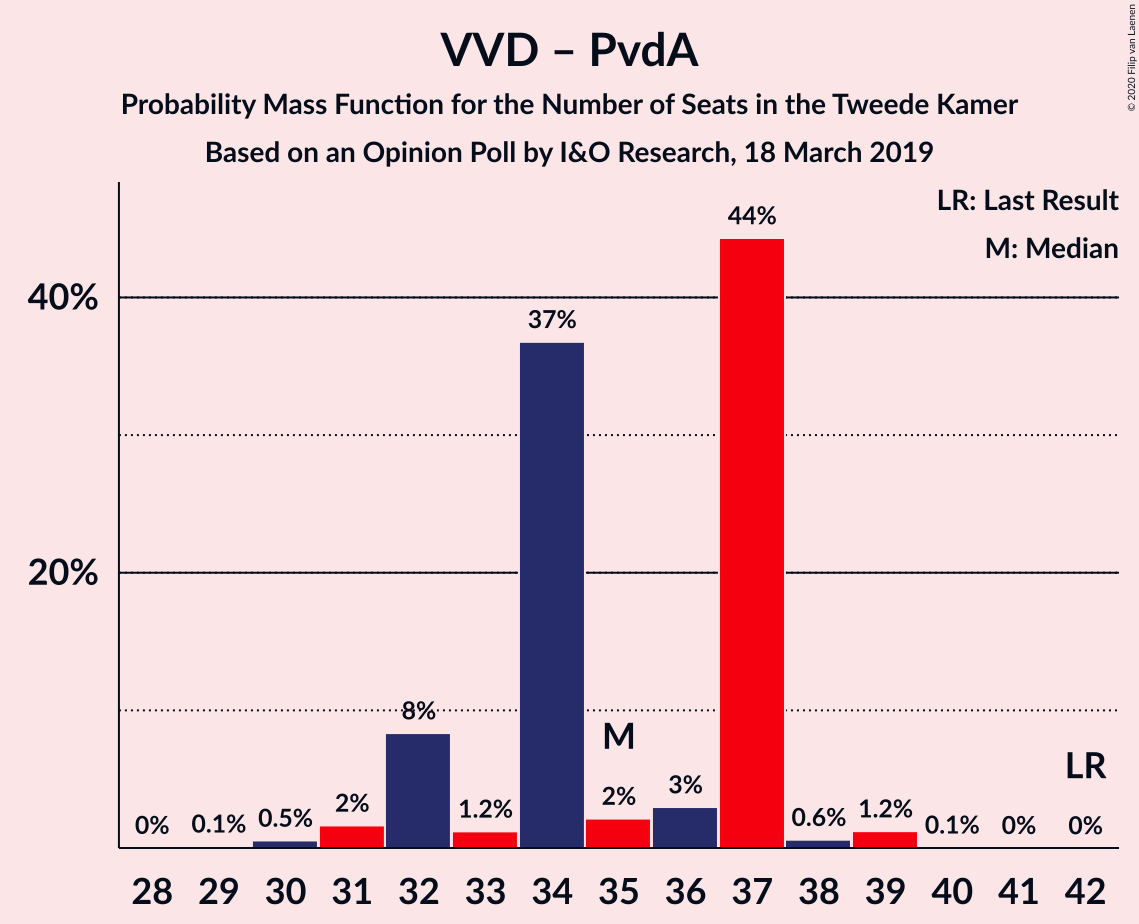 VVD – PvdA
Probability Mass Function for the Number of Seats in the Tweede Kamer
Based on an Opinion Poll by I&O Research, 18 March 2019
© 2020 Filip van Laenen
LR: Last Result
M: Median
40%
20%
0%
0.1%
0.5%
2%
8%
1.2%
37%
M
2%
3%
44%
0.6%
1.2%
0.1%
0%
LR
0%
28 29 30 31 32 33 34 35 36 37 38 39 40 41 42